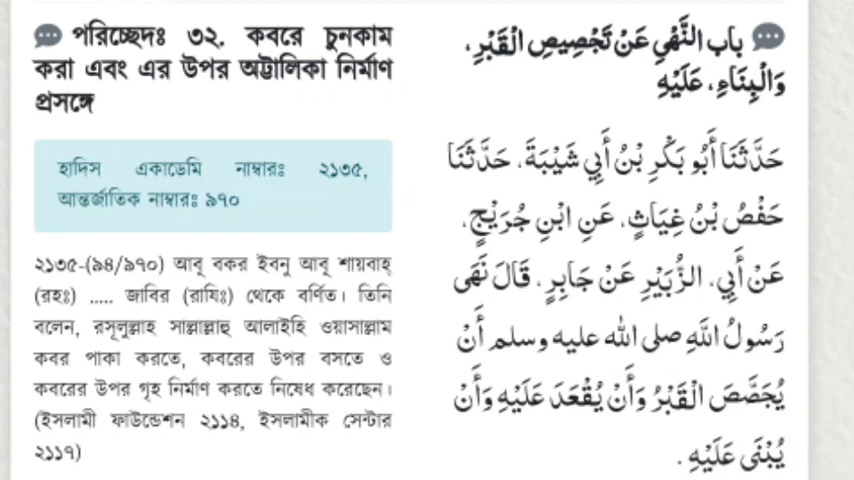 পরিচ্ছেদঃ ৩২. কবরে চুনকাম
করা এবং এর উপর অট্টালিকা নির্মাণ
প্রসঙ্গে
হাদিস একাডেমি নাম্বারঃ ২১৩৫,
আন্তর্জাতিক নাম্বারঃ ৯৭০
২১৩৫-(৯৪/৯৭০) আবূ বকর ইবনু আবূ শায়বাহ্
(রহঃ) ..... জাবির (রাযিঃ) থেকে বর্ণিত। তিনি
বলেন, রসূলুল্লাহ সাল্লাল্লাহু আলাইহি ওয়াসাল্লাম
কবর পাকা করতে, কবরের উপর বসতে ও
কবরের উপর গৃহ নির্মাণ করতে নিষেধ করেছেন।
(ইসলামী ফাউন্ডেশন ২১১৪, ইসলামীক সেন্টার
২১১৭)
باب النَّهْىِ عَنْ تَجْصِيصِ الْقَبْرِ،
وَالْبِنَاءِ، عَلَيْهِ
حَدَّثَنَا أَبُو بَكْرِ بْنُ أَبِي شَيْبَةَ، حَدَّثَنَا
حَفْصُ بْنُ غِيَاثٍ، عَنِ ابْنِ جُرَيْجٍ،
عَنْ أَبِي، الزُّبَيْرِ عَنْ جَابِرٍ، قَالَ نَهَى
رَسُولُ اللَّهِ صلى الله عليه وسلم أَنْ
يُجَصَّصَ الْقَبْرُ وَأَنْ يُقْعَدَ عَلَيْهِ وَأَنْ
يُبْنَى عَلَيْهِ .